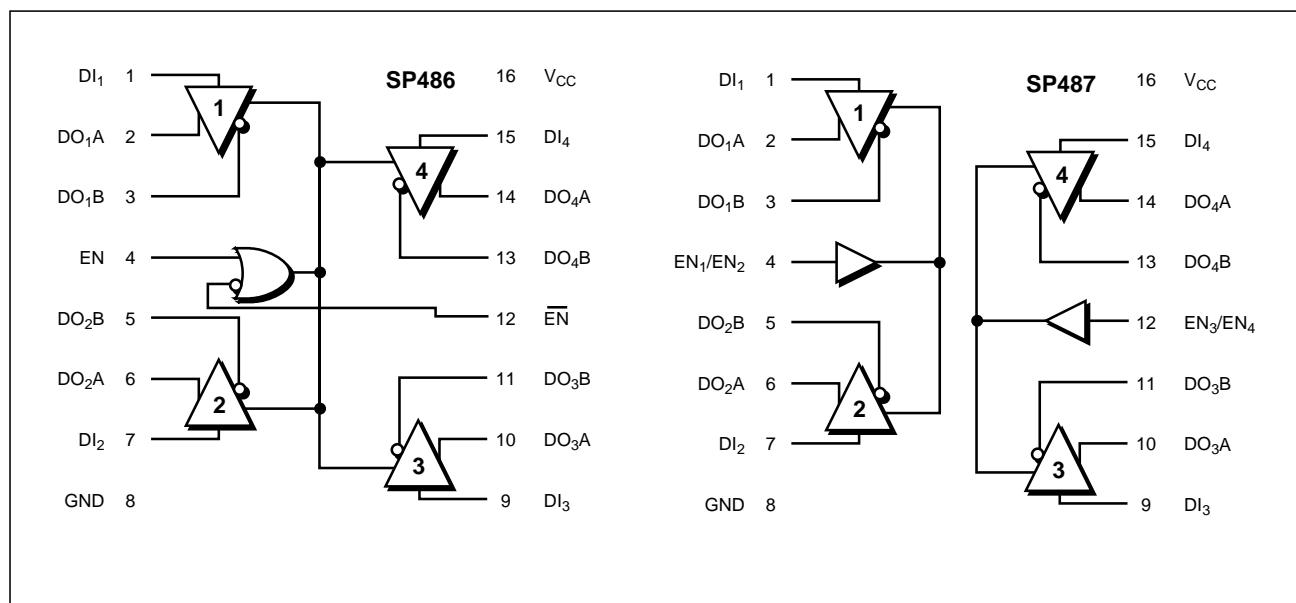 SP486
DI1 1
DO1A 2
DO1B 3
EN 4
DO2B 5
DO2A 6
DI2 7
GND 8
16 VCC
15 DI4
14 DO4A
13 DO4B
12 E̅N̅
11 DO3B
10 DO3A
9 DI3
1
2
4
3
SP487
DI1 1
DO1A 2
DO1B 3
EN1/EN2 4
DO2B 5
DO2A 6
DI2 7
GND 8
16 VCC
15 DI4
14 DO4A
13 DO4B
12 EN3/EN4
11 DO3B
10 DO3A
9 DI3
1
2
4
3